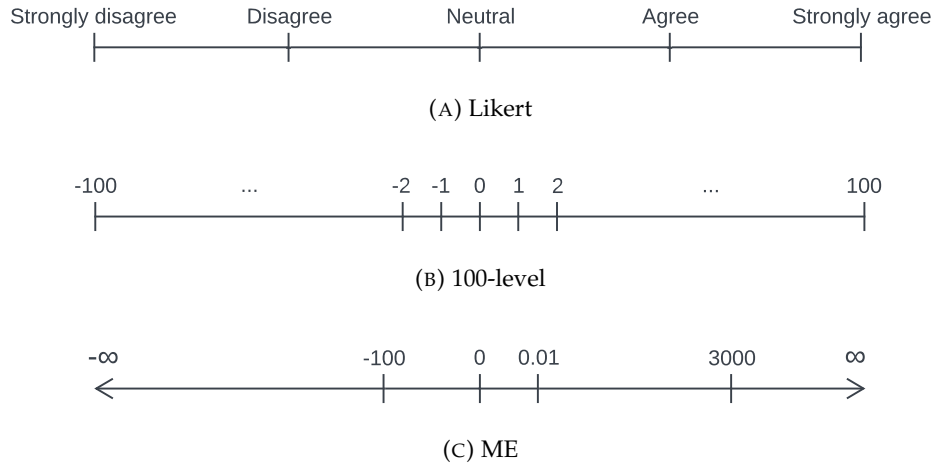 Strongly disagree Disagree Neutral Agree Strongly agree
(A) Likert
-100 ... -2 -1 0 1 2 ... 100
(B) 100-level
-∞ -100 0 0.01 3000 ∞
(C) ME